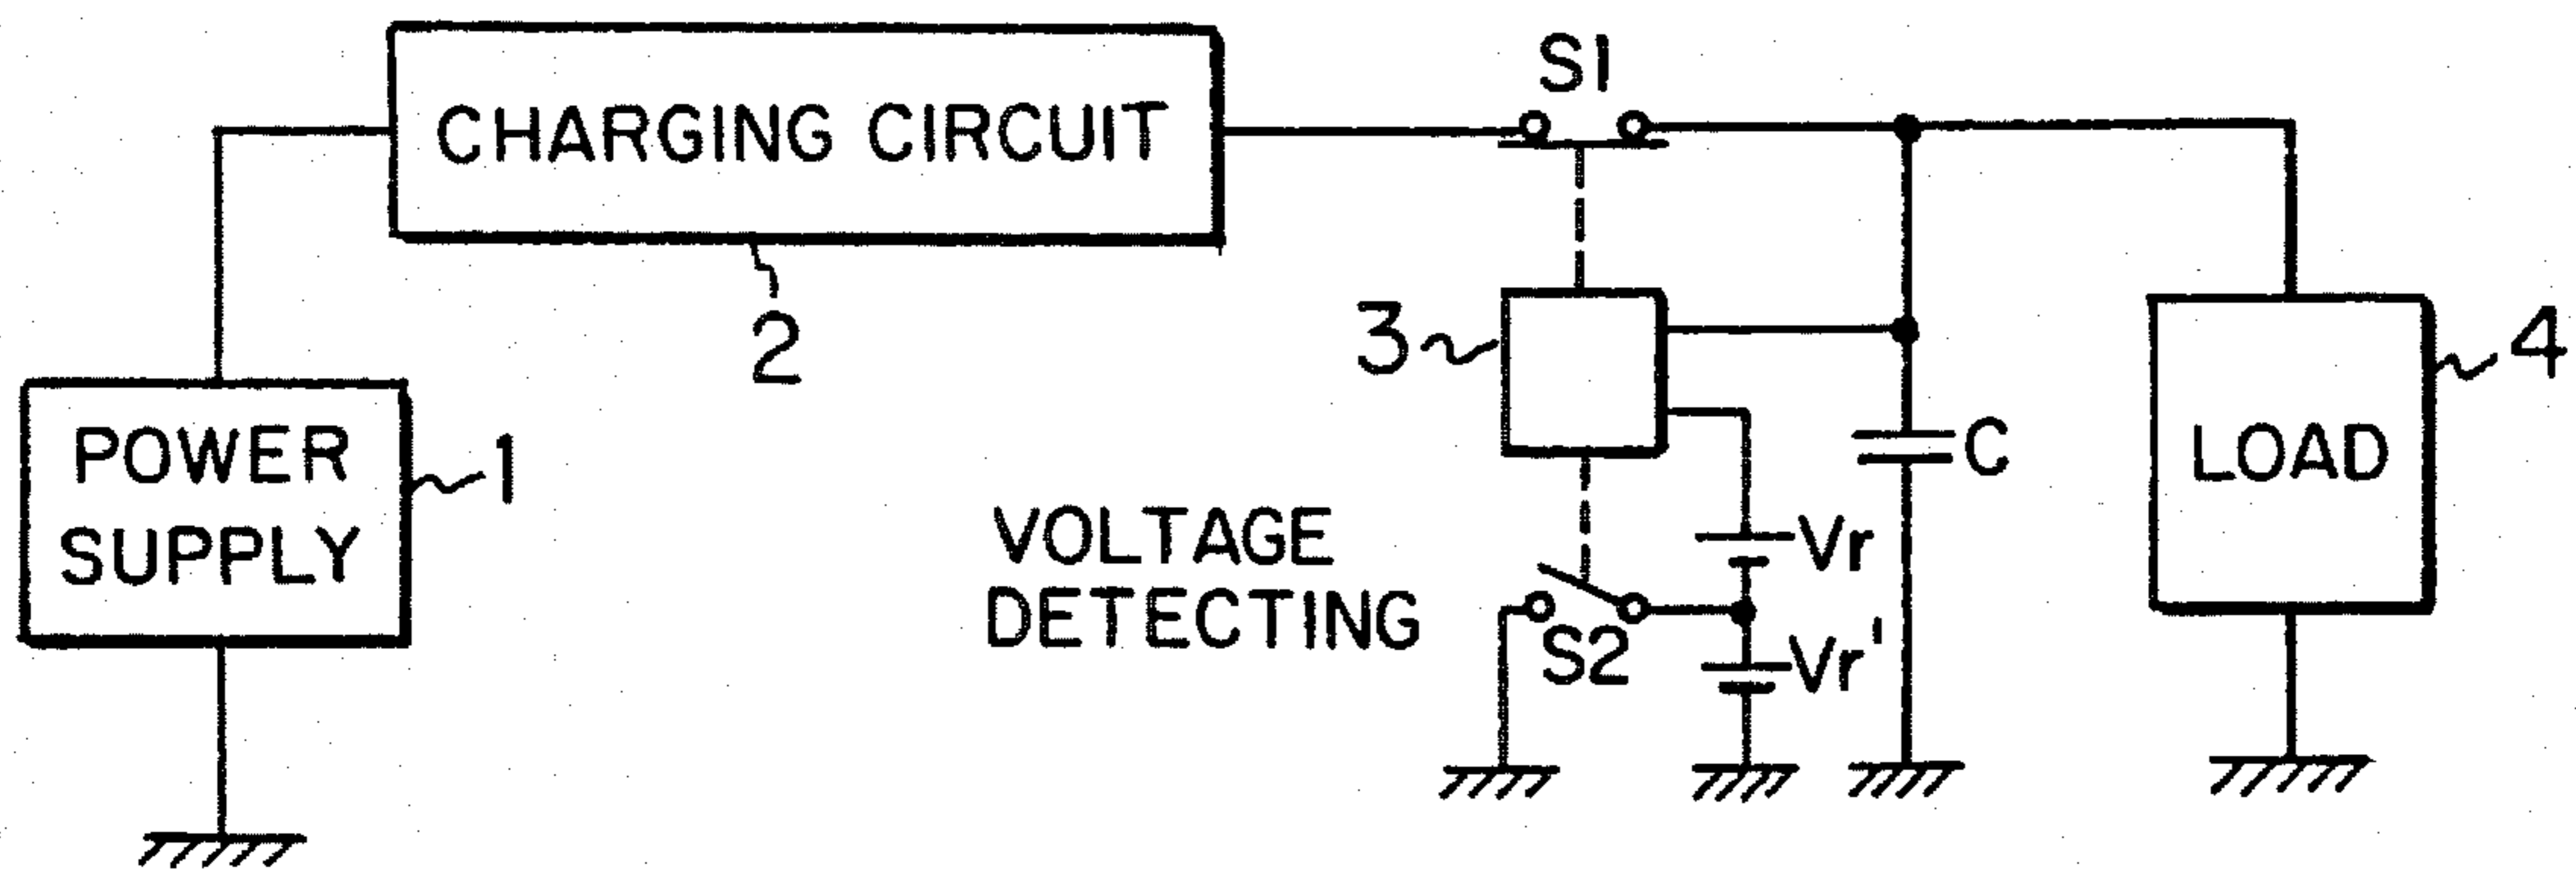 S1
CHARGING CIRCUIT
2
3
4
POWER
SUPPLY
1
C
LOAD
VOLTAGE
DETECTING
Vr
S2
Vr'